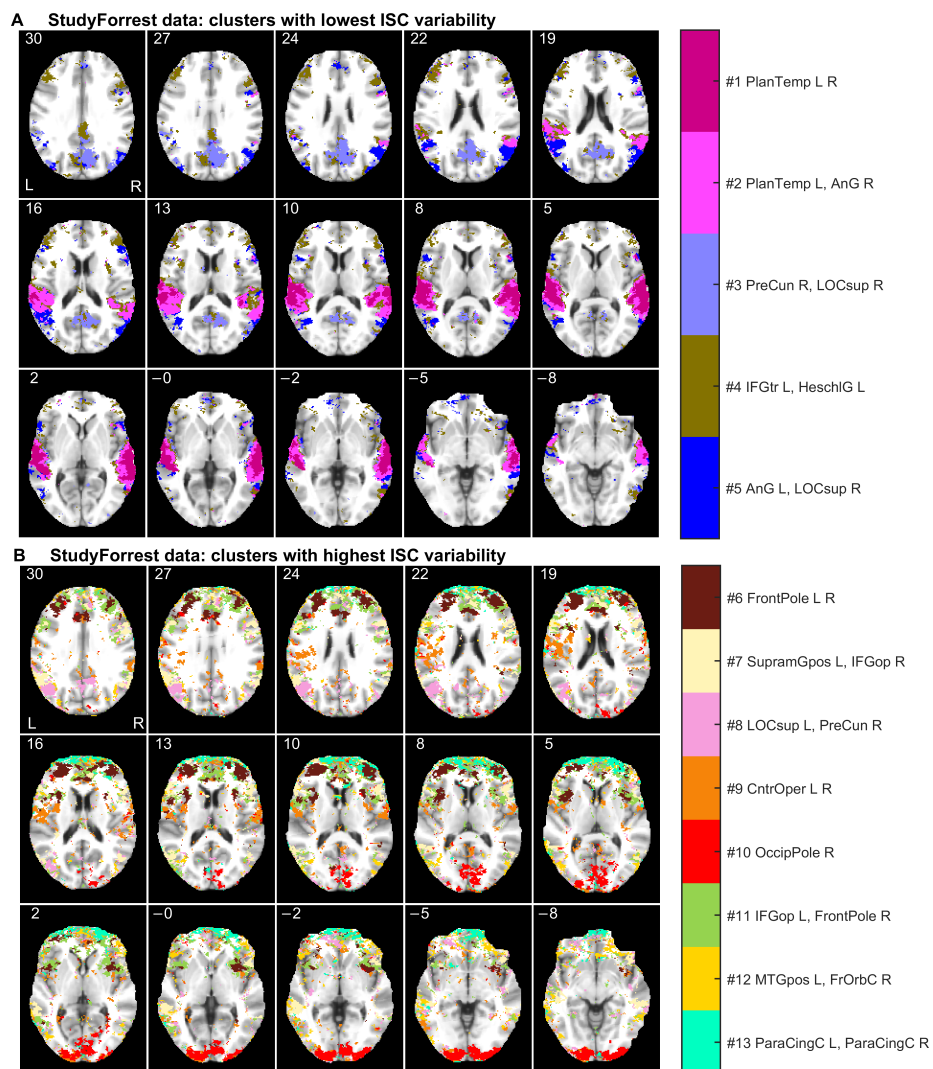 A StudyForrest data: clusters with lowest ISC variability
30 27 24 22 19
L R
16 13 10 8 5
2 −0 −2 −5 −8
#1 PlanTemp L R
#2 PlanTemp L, AnG R
#3 PreCun R, LOCsup R
#4 IFGtr L, HeschlG L
#5 AnG L, LOCsup R
B StudyForrest data: clusters with highest ISC variability
30 27 24 22 19
L R
16 13 10 8 5
2 −0 −2 −5 −8
#6 FrontPole L R
#7 SupramGpos L, IFGop R
#8 LOCsup L, PreCun R
#9 CntrOper L R
#10 OccipPole R
#11 IFGop L, FrontPole R
#12 MTGpos L, FrOrbC R
#13 ParaCingC L, ParaCingC R